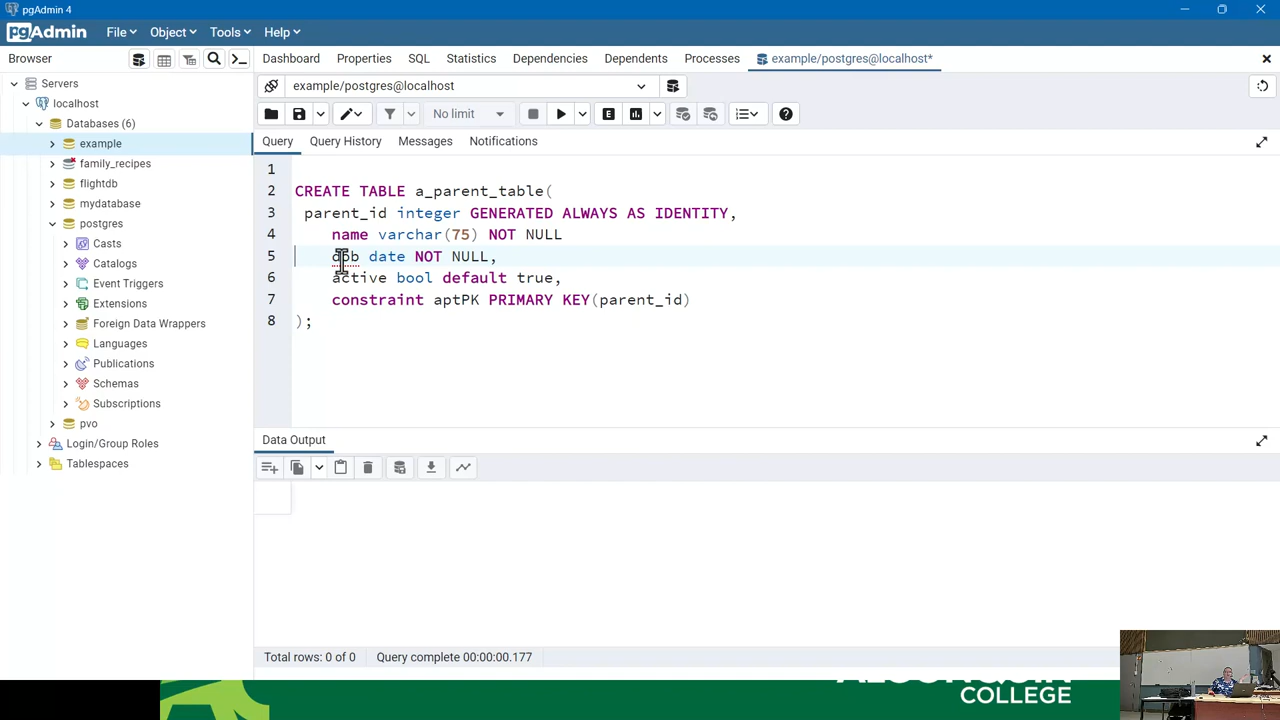 pgAdmin 4
pgAdmin File Object Tools Help
Browser Dashboard Properties SQL Statistics Dependencies Dependents Processes example/postgres@localhost*
Servers
localhost
Databases (6)
example
family_recipes
flightdb
mydatabase
postgres
Casts
Catalogs
Event Triggers
Extensions
Foreign Data Wrappers
Languages
Publications
Schemas
Subscriptions
pvo
Login/Group Roles
Tablespaces
example/postgres@localhost
No limit E
Query Query History Messages Notifications
1
2 CREATE TABLE a_parent_table(
3 parent_id integer GENERATED ALWAYS AS IDENTITY,
4 name varchar(75) NOT NULL
5 dob date NOT NULL,
6 active bool default true,
7 constraint aptPK PRIMARY KEY(parent_id)
8 );
Data Output
Total rows: 0 of 0 Query complete 00:00:00.177
COLLEGE